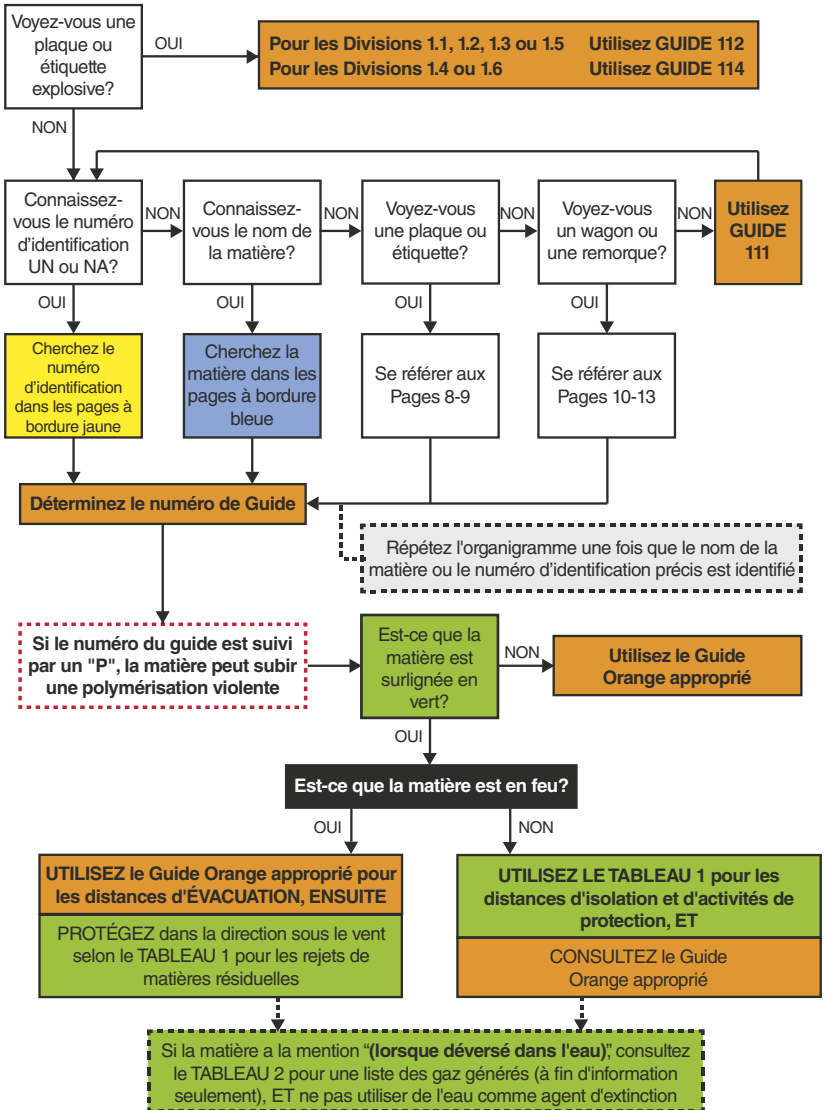 Voyez-vous une
plaque ou
étiquette
explosive?
OUI
Pour les Divisions 1.1, 1.2, 1.3 ou 1.5 Utilisez GUIDE 112
Pour les Divisions 1.4 ou 1.6 Utilisez GUIDE 114
NON
Connaissez-
vous le numéro
d'identification
UN ou NA?
NON
Connaissez-
vous le nom de
la matière?
NON
Voyez-vous
une plaque ou
étiquette?
NON
Voyez-vous
un wagon ou
une remorque?
NON
Utilisez
GUIDE
111
OUI
OUI
OUI
OUI
Cherchez le
numéro
d'identification
dans les pages à
bordure jaune
Cherchez la
matière dans les
pages à bordure
bleue
Se référer aux
Pages 8-9
Se référer aux
Pages 10-13
Déterminez le numéro de Guide
Répétez l'organigramme une fois que le nom de la
matière ou le numéro d'identification précis est identifié
Si le numéro du guide est suivi
par un "P", la matière peut subir
une polymérisation violente
Est-ce que la
matière est
surlignée en
vert?
NON
Utilisez le Guide
Orange approprié
OUI
Est-ce que la matière est en feu?
OUI
NON
UTILISEZ le Guide Orange approprié pour
les distances d'ÉVACUATION, ENSUITE
PROTÉGEZ dans la direction sous le vent
selon le TABLEAU 1 pour les rejets de
matières résiduelles
UTILISEZ LE TABLEAU 1 pour les
distances d'isolation et d'activités de
protection, ET
CONSULTEZ le Guide
Orange approprié
Si la matière a la mention "(lorsque déversé dans l'eau)", consultez
le TABLEAU 2 pour une liste des gaz générés (à fin d'information
seulement), ET ne pas utiliser de l'eau comme agent d'extinction